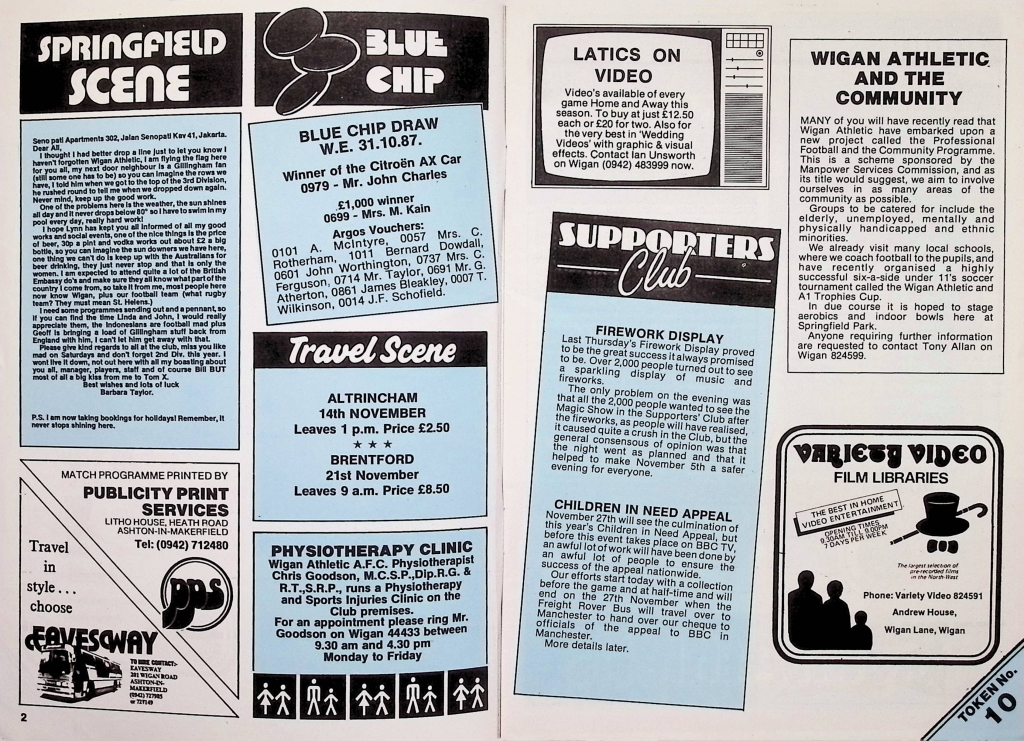 SPRINGFIELD
SCENE
Senopati Apartments 302, Jalan Senopati Kav 41, Jakarta.
Dear All,
I thought I had better drop a line just to let you know I
haven't forgotten Wigan Athletic, I am flying the flag here
for you all, my next door neighbour is a Gillingham fan
(still some one has to be) so you can imagine the rows we
have, I told him when we got to the top of the 3rd Division,
he rushed round to tell me when we dropped down again.
Never mind, keep up the good work.
One of the problems here is the weather, the sun shines
all day and it never drops below 80° so I have to swim in my
pool every day, really hard work!
I hope Lynn has kept you all informed of all my good
works and social events, one of the nice things is the price
of beer, 30p a pint and vodka works out about £2 a big
bottle, so you can imagine the sun downers we have here,
one thing we can't do is keep up with the Australians for
beer drinking, they just never stop and that is only the
women. I am expected to attend quite a lot of the British
Embassy do's and make sure they all know what part of the
country I come from, so take it from me, most people here
now know Wigan, plus our football team (what rugby
team? They must mean St. Helens.)
I need some programmes sending out and a pennant, so
if you can find the time Linda and John, I would really
appreciate them, the Indonesians are football mad plus
Geoff is bringing a load of Gillingham stuff back from
England with him, I can't let him get away with that.
Please give kind regards to all at the club, miss you like
mad on Saturdays and don't forget 2nd Div. this year. I
wont live it down, not out here with all my boasting about
you all, manager, players, staff and of course Bill BUT
most of all a big kiss from me to Tom X.
Best wishes and lots of luck
Barbara Taylor.
P.S. I am now taking bookings for holidays! Remember, it
never stops shining here.
MATCH PROGRAMME PRINTED BY
PUBLICITY PRINT
SERVICES
LITHO HOUSE, HEATH ROAD
ASHTON-IN-MAKERFIELD
Tel: (0942) 712480
pps
Travel
in
style...
choose
EAVESWAY
TO HIRE CONTACT:-
EAVESWAY
201 WIGAN ROAD
ASHTON-IN-
MAKERFIELD
(0942) 727985
or 727149
2
BLUE
CHIP
BLUE CHIP DRAW
W.E. 31.10.87.
Winner of the Citroën AX Car
0979 - Mr. John Charles
£1,000 winner
0699 - Mrs. M. Kain
Argos Vouchers:
0101 A. McIntyre, 0057 Mrs. C.
Rotherham, 1011 Bernard Dowdall,
0601 John Worthington, 0737 Mrs. C.
Ferguson, 0714 Mr. Taylor, 0691 Mr. G.
Atherton, 0861 James Bleakley, 0007 T.
Wilkinson, 0014 J.F. Schofield.
Travel Scene
ALTRINCHAM
14th NOVEMBER
Leaves 1 p.m. Price £2.50
★ ★ ★
BRENTFORD
21st November
Leaves 9 a.m. Price £8.50
PHYSIOTHERAPY CLINIC
Wigan Athletic A.F.C. Physiotherapist
Chris Goodson, M.C.S.P.,Dip.R.G. &
R.T.,S.R.P., runs a Physiotherapy
and Sports Injuries Clinic on the
Club premises.
For an appointment please ring Mr.
Goodson on Wigan 44433 between
9.30 am and 4.30 pm
Monday to Friday
LATICS ON
VIDEO
Video's available of every
game Home and Away this
season. To buy at just £12.50
each or £20 for two. Also for
the very best in 'Wedding
Videos' with graphic & visual
effects. Contact Ian Unsworth
on Wigan (0942) 483999 now.
SUPPORTERS
Club
FIREWORK DISPLAY
Last Thursday's Firework Display proved
to be the great success it always promised
to be. Over 2,000 people turned out to see
a sparkling display of music and
fireworks.
The only problem on the evening was
that all the 2,000 people wanted to see the
Magic Show in the Supporters' Club after
the fireworks, as people will have realised,
it caused quite a crush in the Club, but the
general consensous of opinion was that
the night went as planned and that it
helped to make November 5th a safer
evening for everyone.
CHILDREN IN NEED APPEAL
November 27th will see the culmination of
this year's Children in Need Appeal, but
before this event takes place on BBC TV,
an awful lot of work will have been done by
an awful lot of people to ensure the
success of the appeal nationwide.
Our efforts start today with a collection
before the game and at half-time and will
end on the 27th November when the
Freight Rover Bus will travel over to
Manchester to hand over our cheque to
officials of the appeal to BBC in
Manchester.
More details later.
WIGAN ATHLETIC
AND THE
COMMUNITY
MANY of you will have recently read that
Wigan Athletic have embarked upon a
new project called the Professional
Football and the Community Programme.
This is a scheme sponsored by the
Manpower Services Commission, and as
its title would suggest, we aim to involve
ourselves in as many areas of the
community as possible.
Groups to be catered for include the
elderly, unemployed, mentally and
physically handicapped and ethnic
minorities.
We already visit many local schools,
where we coach football to the pupils, and
have recently organised a highly
successful six-a-side under 11's soccer
tournament called the Wigan Athletic and
A1 Trophies Cup.
In due course it is hoped to stage
aerobics and indoor bowls here at
Springfield Park.
Anyone requiring further information
are requested to contact Tony Allan on
Wigan 824599.
VARIETY VIDEO
FILM LIBRARIES
THE BEST IN HOME
VIDEO ENTERTAINMENT
OPENING TIMES
9.30AM TILL 9.00PM
7 DAYS PER WEEK
The largest selection of
pre-recorded films
in the North-West
Phone: Variety Video 824591
Andrew House,
Wigan Lane, Wigan
TOKEN No.
10